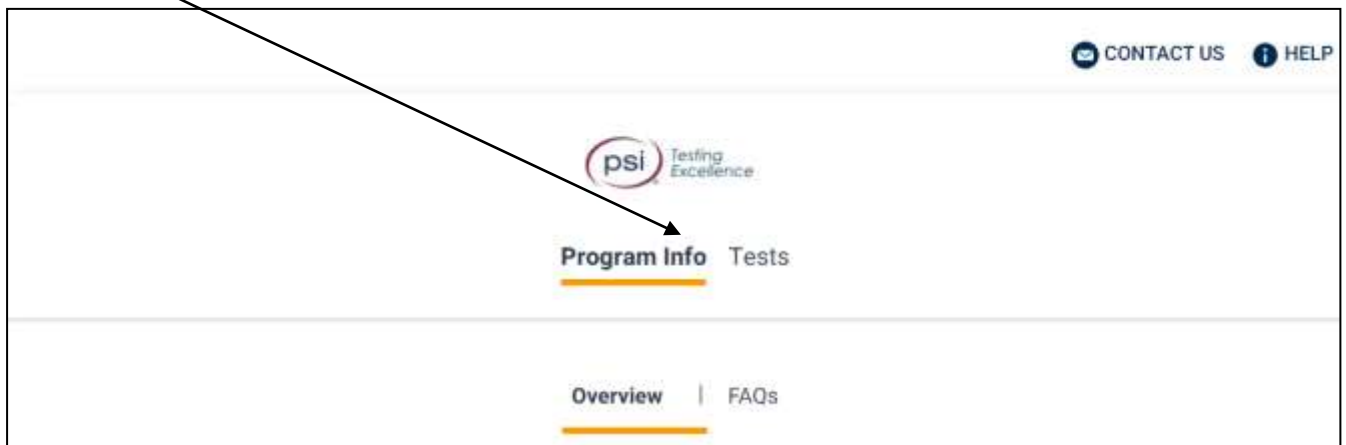 CONTACT US HELP
psi Testing
Excellence
Program Info Tests
Overview | FAQs